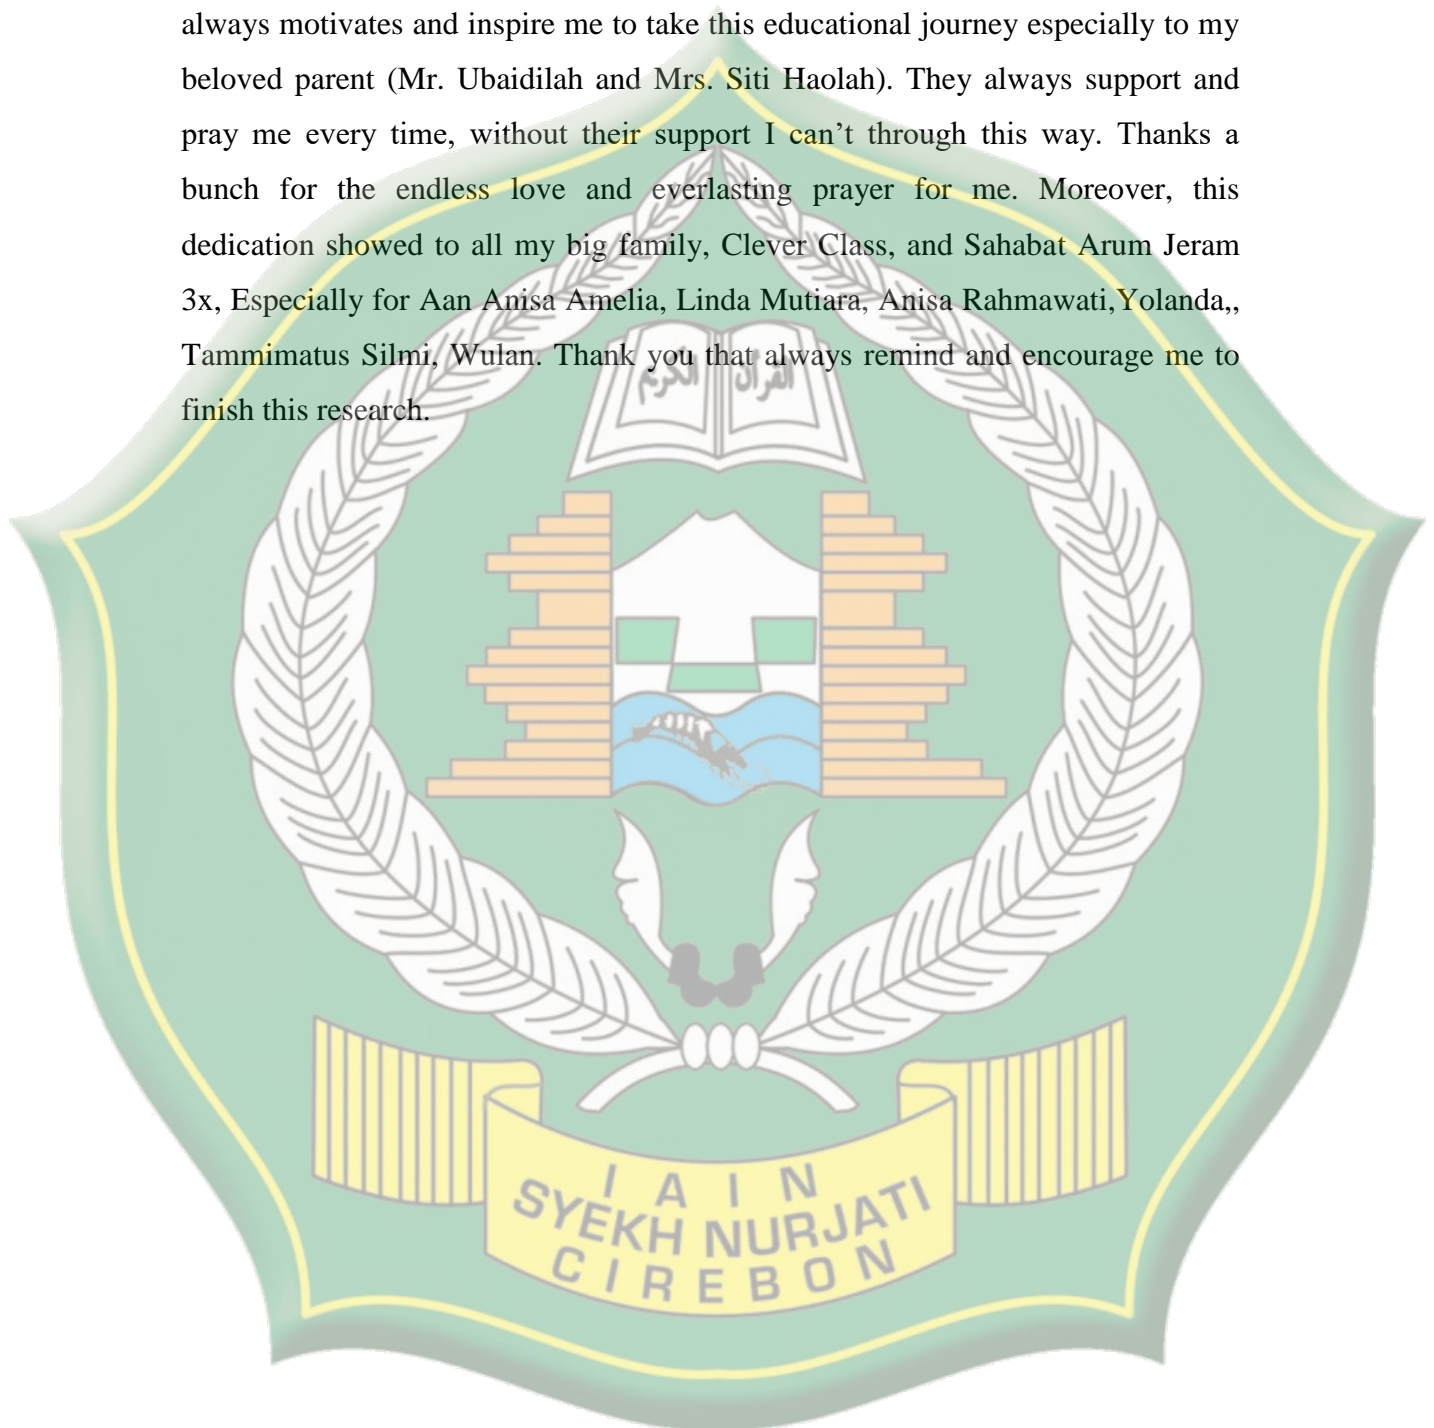 always motivates and inspire me to take this educational journey especially to my
beloved parent (Mr. Ubaidilah and Mrs. Siti Haolah). They always support and
pray me every time, without their support I can’t through this way. Thanks a
bunch for the endless love and everlasting prayer for me. Moreover, this
dedication showed to all my big family, Clever Class, and Sahabat Arum Jeram
3x, Especially for Aan Anisa Amelia, Linda Mutiara, Anisa Rahmawati,Yolanda,,
Tammimatus Silmi, Wulan. Thank you that always remind and encourage me to
finish this research.
القرآن الكريم
IAIN
SYEKH NURJATI
CIREBON